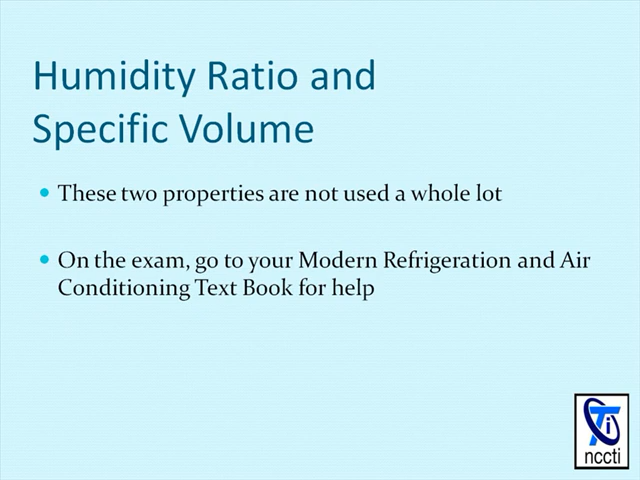 Humidity Ratio and
Specific Volume
• These two properties are not used a whole lot
• On the exam, go to your Modern Refrigeration and Air
Conditioning Text Book for help
Ti
nccti